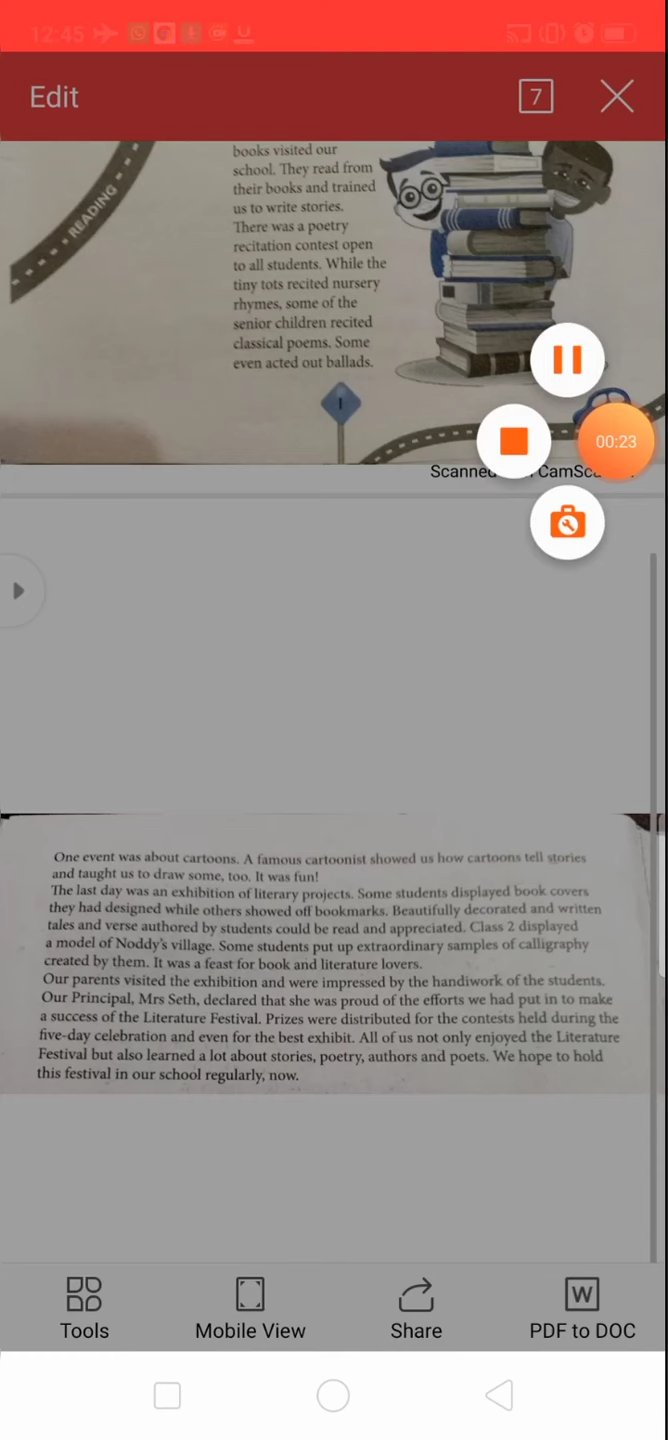 12:45
Edit
7
READING
books visited our
school. They read from
their books and trained
us to write stories.
There was a poetry
recitation contest open
to all students. While the
tiny tots recited nursery
rhymes, some of the
senior children recited
classical poems. Some
even acted out ballads.
1
00:23
Scanned CamSc
One event was about cartoons. A famous cartoonist showed us how cartoons tell stories
and taught us to draw some, too. It was fun!
The last day was an exhibition of literary projects. Some students displayed book covers
they had designed while others showed off bookmarks. Beautifully decorated and written
tales and verse authored by students could be read and appreciated. Class 2 displayed
a model of Noddy's village. Some students put up extraordinary samples of calligraphy
created by them. It was a feast for book and literature lovers.
Our parents visited the exhibition and were impressed by the handiwork of the students.
Our Principal, Mrs Seth, declared that she was proud of the efforts we had put in to make
a success of the Literature Festival. Prizes were distributed for the contests held during the
five-day celebration and even for the best exhibit. All of us not only enjoyed the Literature
Festival but also learned a lot about stories, poetry, authors and poets. We hope to hold
this festival in our school regularly, now.
W
Tools
Mobile View
Share
PDF to DOC